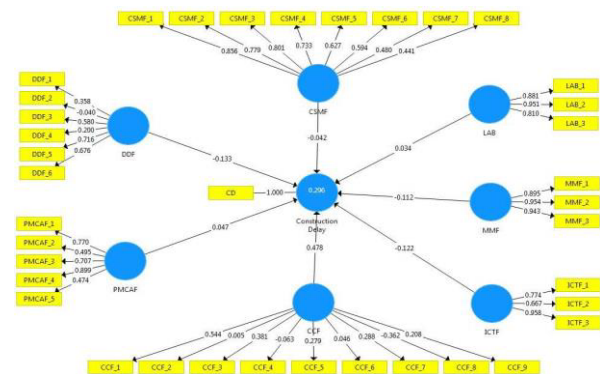 CSMF_1 CSMF_2 CSMF_3 CSMF_4 CSMF_5 CSMF_6 CSMF_7 CSMF_8
0.856 0.779 0.801 0.733 0.627 0.594 0.480 0.441
CSMF
-0.042
DDF_1
DDF_2
DDF_3
DDF_4
DDF_5
DDF_6
0.358
-0.040
0.580
0.200
0.716
0.676
DDF
-0.133
LAB_1
LAB_2
LAB_3
0.881
0.951
0.810
LAB
0.034
CD
1.000
0.206
Construction
Delay
MMF_1
MMF_2
MMF_3
0.895
0.954
0.943
MMF
-0.112
PMCAF_1
PMCAF_2
PMCAF_3
PMCAF_4
PMCAF_5
0.770
0.495
0.707
0.899
0.474
PMCAF
0.047
ICTF_1
ICTF_2
ICTF_3
0.774
0.667
0.958
ICTF
-0.122
0.478
CCF
0.544 0.005 0.381 -0.063 0.279 0.046 0.288 -0.362 0.208
CCF_1 CCF_2 CCF_3 CCF_4 CCF_5 CCF_6 CCF_7 CCF_8 CCF_9